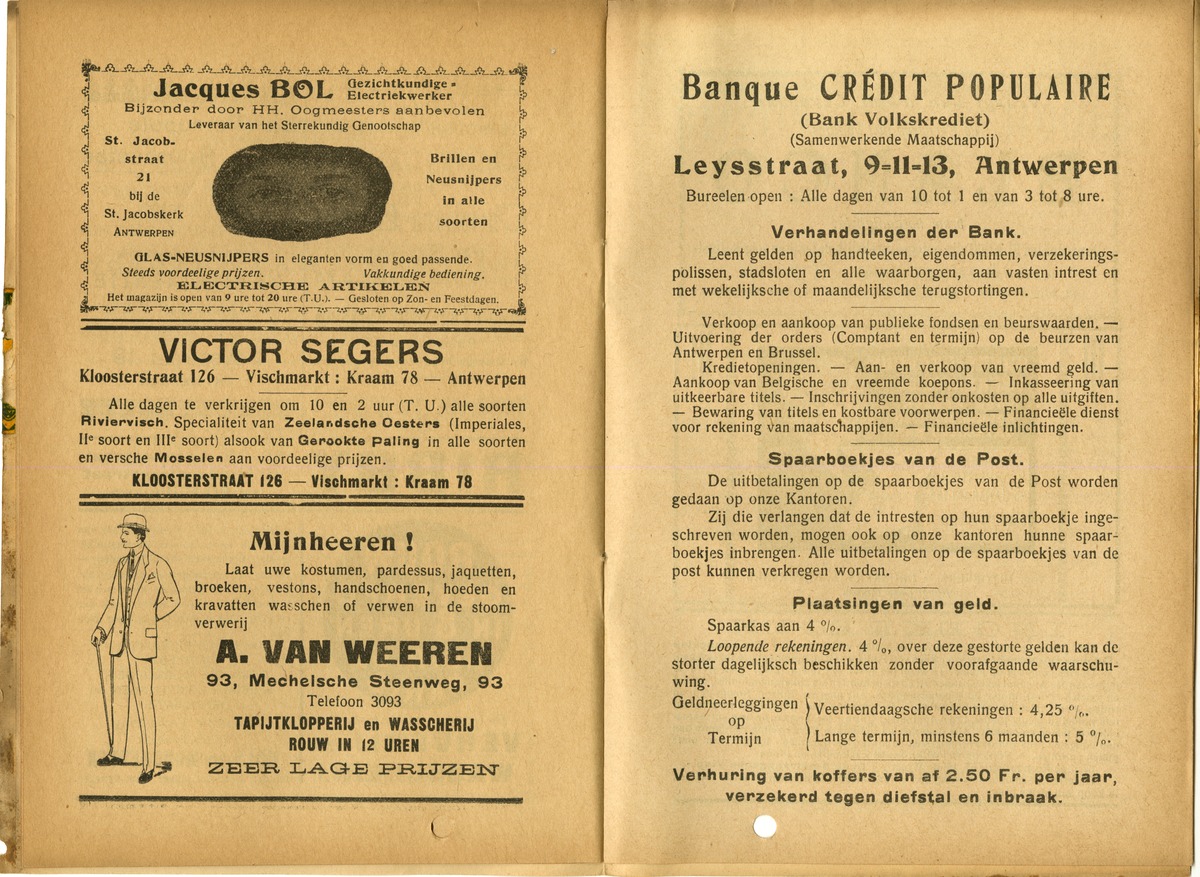 Jacques BOL Gezichtkundige =
Electriekwerker
Bijzonder door HH. Oogmeesters aanbevolen
Leveraar van het Sterrekundig Genootschap
St. Jacob-
straat
21
bij de
St. Jacobskerk
ANTWERPEN
Brillen en
Neusnijpers
in alle
soorten
GLAS-NEUSNIJPERS in eleganten vorm en goed passende.
Steeds voordeelige prijzen. Vakkundige bediening.
ELECTRISCHE ARTIKELEN
Het magazijn is open van 9 ure tot 20 ure (T.U.). — Gesloten op Zon- en Feestdagen.
VICTOR SEGERS
Kloosterstraat 126 — Vischmarkt : Kraam 78 — Antwerpen
Alle dagen te verkrijgen om 10 en 2 uur (T. U.) alle soorten
Riviervisch. Specialiteit van Zeelandsche Oesters (Imperiales,
IIe soort en IIIe soort) alsook van Gerookte Paling in alle soorten
en versche Mosselen aan voordeelige prijzen.
KLOOSTERSTRAAT 126 — Vischmarkt : Kraam 78
Mijnheeren !
Laat uwe kostumen, pardessus, jaquetten,
broeken, vestons, handschoenen, hoeden en
kravatten wasschen of verwen in de stoom-
verwerij
A. VAN WEEREN
93, Mechelsche Steenweg, 93
Telefoon 3093
TAPIJTKLOPPERIJ en WASSCHERIJ
ROUW IN 12 UREN
ZEER LAGE PRIJZEN
Banque CRÉDIT POPULAIRE
(Bank Volkskrediet)
(Samenwerkende Maatschappij)
Leysstraat, 9=11=13, Antwerpen
Bureelen open : Alle dagen van 10 tot 1 en van 3 tot 8 ure.
Verhandelingen der Bank.
Leent gelden op handteeken, eigendommen, verzekerings-
polissen, stadsloten en alle waarborgen, aan vasten intrest en
met wekelijksche of maandelijksche terugstortingen.
Verkoop en aankoop van publieke fondsen en beurswaarden. —
Uitvoering der orders (Comptant en termijn) op de beurzen van
Antwerpen en Brussel.
Kredietopeningen. — Aan- en verkoop van vreemd geld. —
Aankoop van Belgische en vreemde koepons. — Inkasseering van
uitkeerbare titels. — Inschrijvingen zonder onkosten op alle uitgiften.
— Bewaring van titels en kostbare voorwerpen. — Financieële dienst
voor rekening van maatschappijen. — Financieële inlichtingen.
Spaarboekjes van de Post.
De uitbetalingen op de spaarboekjes van de Post worden
gedaan op onze Kantoren.
Zij die verlangen dat de intresten op hun spaarboekje inge-
schreven worden, mogen ook op onze kantoren hunne spaar-
boekjes inbrengen. Alle uitbetalingen op de spaarboekjes van de
post kunnen verkregen worden.
Plaatsingen van geld.
Spaarkas aan 4 %.
Loopende rekeningen. 4 %, over deze gestorte gelden kan de
storter dagelijksch beschikken zonder voorafgaande waarschu-
wing.
Geldneerleggingen
op
Termijn
Veertiendaagsche rekeningen : 4,25 %.
Lange termijn, minstens 6 maanden : 5 %.
Verhuring van koffers van af 2.50 Fr. per jaar,
verzekerd tegen diefstal en inbraak.